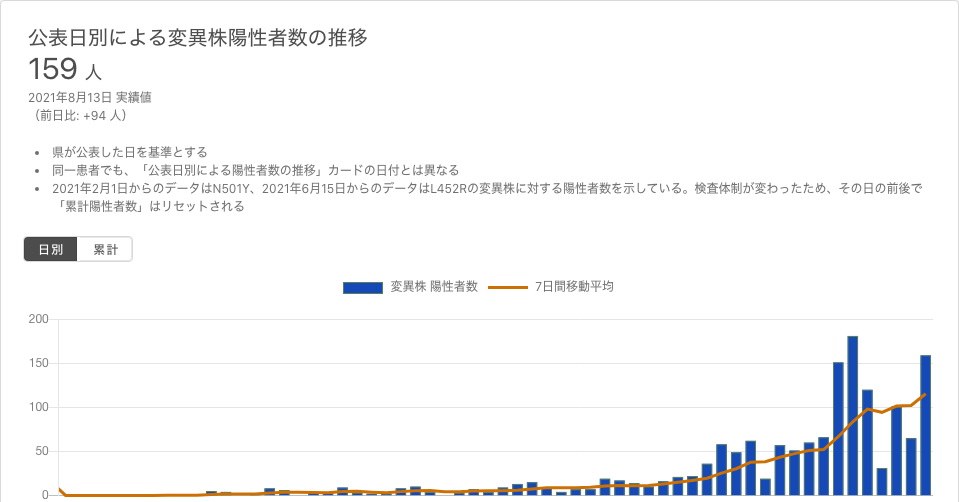 公表日別による変異株陽性者数の推移
159 人
2021年8月13日 実績値
（前日比: +94 人）
• 県が公表した日を基準とする
• 同一患者でも、「公表日別による陽性者数の推移」カードの日付とは異なる
• 2021年2月1日からのデータはN501Y、2021年6月15日からのデータはL452Rの変異株に対する陽性者数を示している。検査体制が変わったため、その日の前後で
「累計陽性者数」はリセットされる
日別 累計
変異株 陽性者数 7日間移動平均
200
150
100
50
0